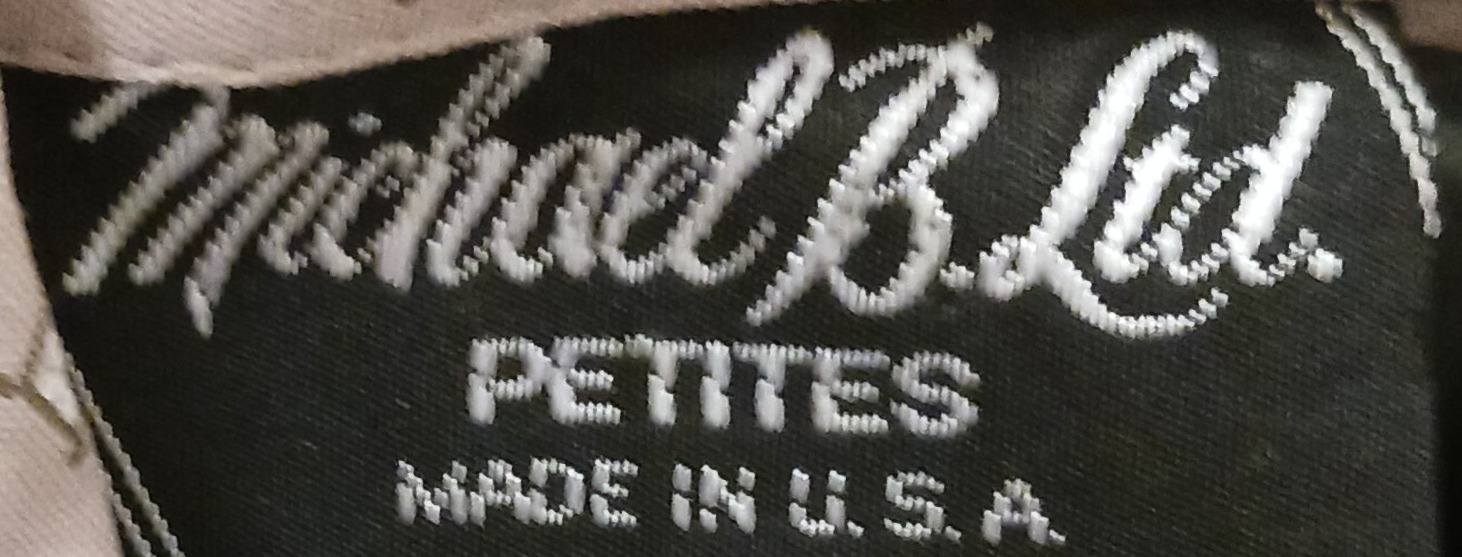 Michael B. Ltd.
PETITES
MADE IN U.S.A.